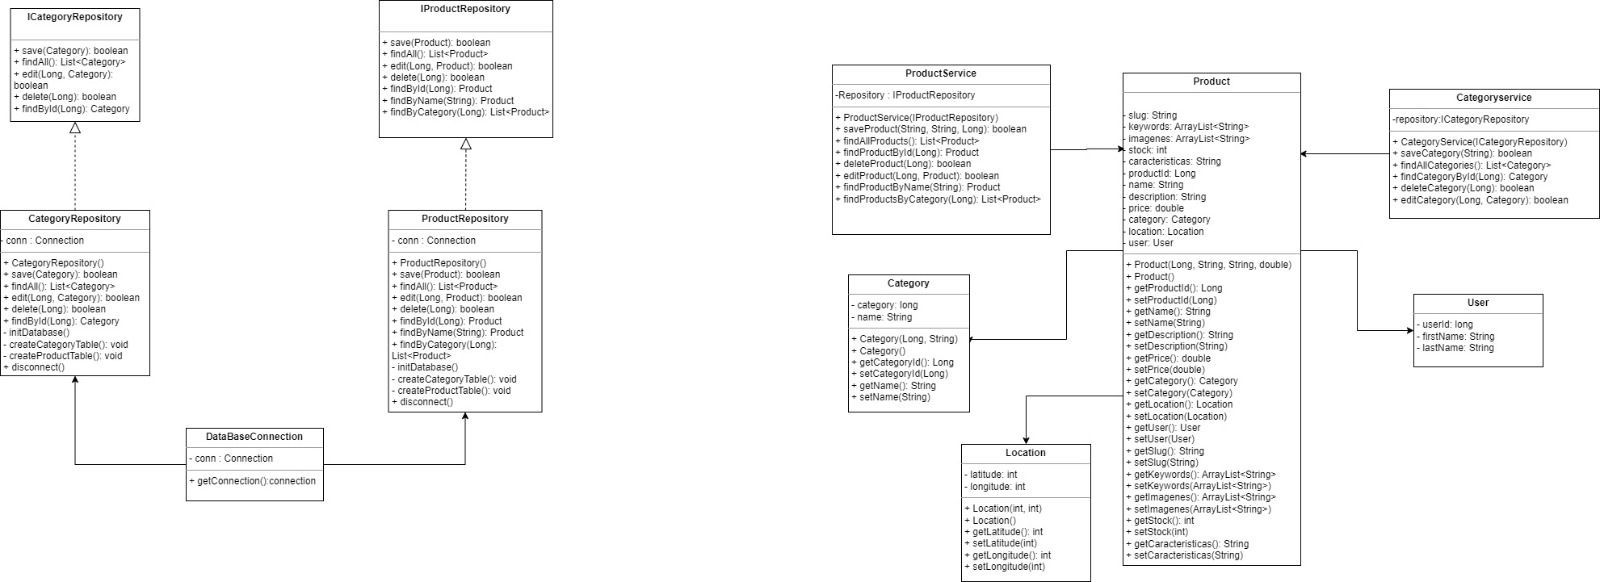 ICategoryRepository
+ save(Category): boolean
+ findAll(): List<Category>
+ edit(Long, Category):
boolean
+ delete(Long): boolean
+ findById(Long): Category
IProductRepository
+ save(Product): boolean
+ findAll(): List<Product>
+ edit(Long, Product): boolean
+ delete(Long): boolean
+ findById(Long): Product
+ findByName(String): Product
+ findByCategory(Long): List<Product>
CategoryRepository
- conn : Connection
+ CategoryRepository()
+ save(Category): boolean
+ findAll(): List<Category>
+ edit(Long, Category): boolean
+ delete(Long): boolean
+ findById(Long): Category
- initDatabase()
- createCategoryTable(): void
- createProductTable(): void
+ disconnect()
ProductRepository
- conn : Connection
+ ProductRepository()
+ save(Product): boolean
+ findAll(): List<Product>
+ edit(Long, Product): boolean
+ delete(Long): boolean
+ findById(Long): Product
+ findByName(String): Product
+ findByCategory(Long):
List<Product>
- initDatabase()
- createCategoryTable(): void
- createProductTable(): void
+ disconnect()
DataBaseConnection
- conn : Connection
+ getConnection():connection
ProductService
-Repository : IProductRepository
+ ProductService(IProductRepository)
+ saveProduct(String, String, Long): boolean
+ findAllProducts(): List<Product>
+ findProductById(Long): Product
+ deleteProduct(Long): boolean
+ editProduct(Long, Product): boolean
+ findProductByName(String): Product
+ findProductsByCategory(Long): List<Product>
Product
- slug: String
- keywords: ArrayList<String>
- imagenes: ArrayList<String>
- stock: int
- caracteristicas: String
- productId: Long
- name: String
- description: String
- price: double
- category: Category
- location: Location
- user: User
+ Product(Long, String, String, double)
+ Product()
+ getProductId(): Long
+ setProductId(Long)
+ getName(): String
+ setName(String)
+ getDescription(): String
+ setDescription(String)
+ getPrice(): double
+ setPrice(double)
+ getCategory(): Category
+ setCategory(Category)
+ getLocation(): Location
+ setLocation(Location)
+ getUser(): User
+ setUser(User)
+ getSlug(): String
+ setSlug(String)
+ getKeywords(): ArrayList<String>
+ setKeywords(ArrayList<String>)
+ getImagenes(): ArrayList<String>
+ setImagenes(ArrayList<String>)
+ getStock(): int
+ setStock(int)
+ getCaracteristicas(): String
+ setCaracteristicas(String)
Categoryservice
-repository:ICategoryRepository
+ CategoryService(ICategoryRepository)
+ saveCategory(String): boolean
+ findAllCategories(): List<Category>
+ findCategoryById(Long): Category
+ deleteCategory(Long): boolean
+ editCategory(Long, Category): boolean
Category
- category: long
- name: String
+ Category(Long, String)
+ Category()
+ getCategoryId(): Long
+ setCategoryId(Long)
+ getName(): String
+ setName(String)
User
- userId: long
- firstName: String
- lastName: String
Location
- latitude: int
- longitude: int
+ Location(int, int)
+ Location()
+ getLatitude(): int
+ setLatitude(int)
+ getLongitude(): int
+ setLongitude(int)